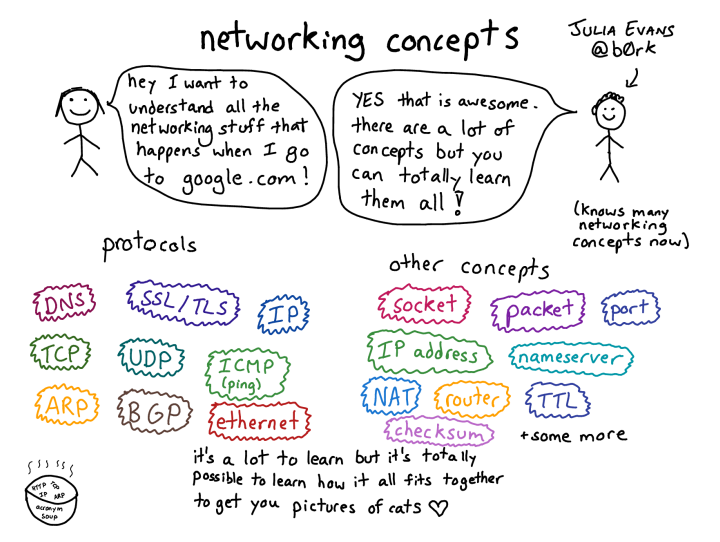 networking concepts
JULIA EVANS
@b0rk
hey I want to
understand all the
networking stuff that
happens when I go
to google.com!
YES that is awesome.
there are a lot of
concepts but you
can totally learn
them all!
(knows many
networking
concepts now)
protocols
DNS
SSL/TLS
IP
TCP
UDP
ICMP
(ping)
ARP
BGP
ethernet
other concepts
socket
packet
port
IP address
nameserver
NAT
router
TTL
checksum
+some more
it's a lot to learn but it's totally
possible to learn how it all fits together
to get you pictures of cats ♡
HTTP
IP ARP
acronym
soup